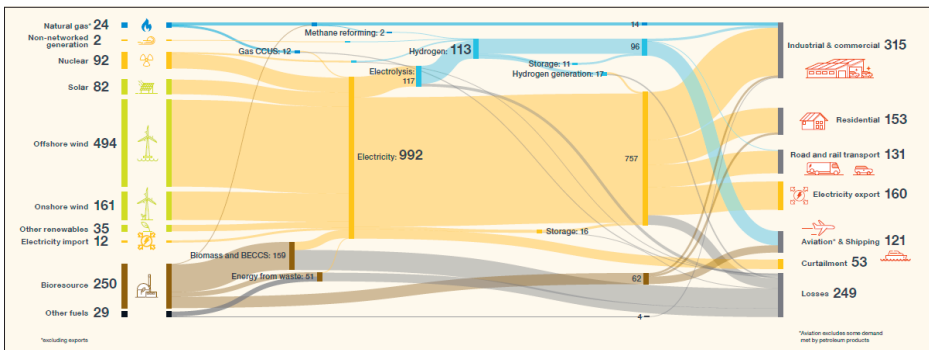 Natural gas* 24
Non-networked
generation 2
Nuclear 92
Solar 82
Offshore wind 494
Onshore wind 161
Other renewables 35
Electricity import 12
Bioresource 250
Other fuels 29
*excluding exports
Methane reforming: 2
Gas CCUS: 12
Hydrogen: 113
Electrolysis:
117
Storage: 11
Hydrogen generation: 17
Electricity: 992
Storage: 16
Biomass and BECCS: 159
Energy from waste: 51
14
96
757
62
4
Industrial & commercial 315
Residential 153
Road and rail transport 131
Electricity export 160
Aviation* & Shipping 121
Curtailment 53
Losses 249
*Aviation excludes some demand
met by petroleum products